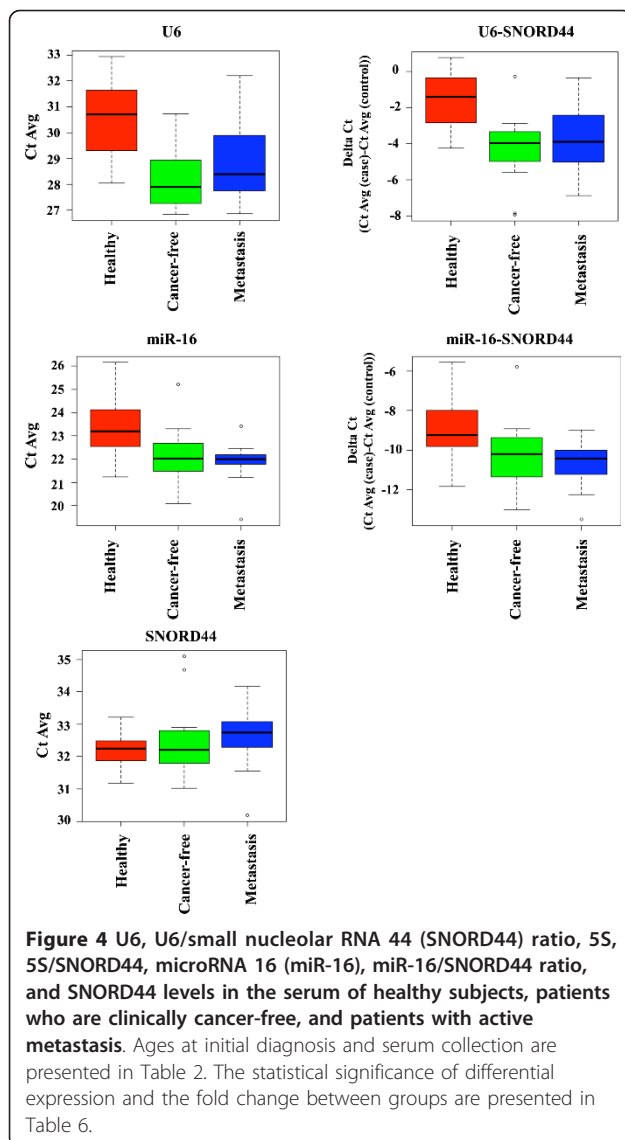 U6
33
32
31
30
29
28
27
Ct Avg
Healthy
Cancer-free
Metastasis
U6-SNORD44
0
-2
-4
-6
-8
Delta Ct
(Ct Avg (case)-Ct Avg (control))
Healthy
Cancer-free
Metastasis
miR-16
26
25
24
23
22
21
20
Ct Avg
Healthy
Cancer-free
Metastasis
miR-16-SNORD44
-6
-8
-10
-12
Delta Ct
(Ct Avg (case)-Ct Avg (control))
Healthy
Cancer-free
Metastasis
SNORD44
35
34
33
32
30
Ct Avg
Healthy
Cancer-free
Metastasis
Figure 4 U6, U6/small nucleolar RNA 44 (SNORD44) ratio, 5S,
5S/SNORD44, microRNA 16 (miR-16), miR-16/SNORD44 ratio,
and SNORD44 levels in the serum of healthy subjects, patients
who are clinically cancer-free, and patients with active
metastasis. Ages at initial diagnosis and serum collection are
presented in Table 2. The statistical significance of differential
expression and the fold change between groups are presented in
Table 6.